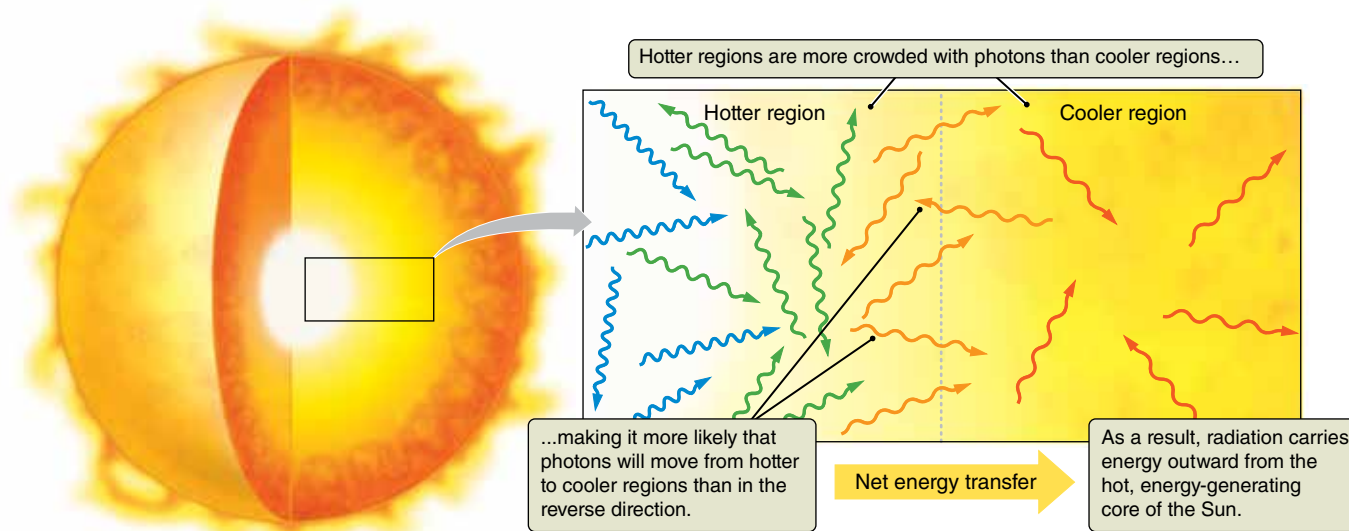 Hotter regions are more crowded with photons than cooler regions…
Hotter region
Cooler region
...making it more likely that
photons will move from hotter
to cooler regions than in the
reverse direction.
Net energy transfer
As a result, radiation carries
energy outward from the
hot, energy-generating
core of the Sun.